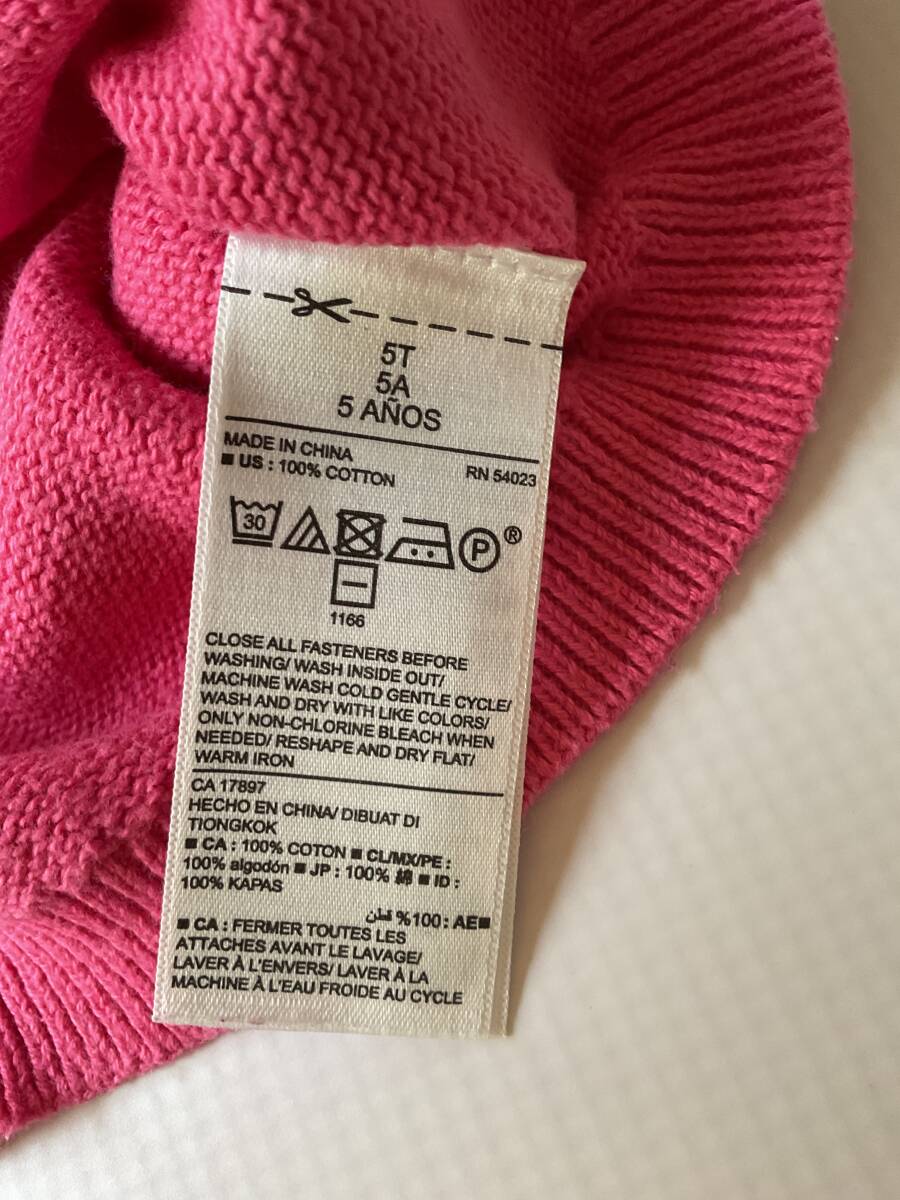 5T
5A
5 AÑOS
MADE IN CHINA
■ US : 100% COTTON
RN 54023
30
P®
1166
CLOSE ALL FASTENERS BEFORE
WASHING/ WASH INSIDE OUT/
MACHINE WASH COLD GENTLE CYCLE/
WASH AND DRY WITH LIKE COLORS/
ONLY NON-CHLORINE BLEACH WHEN
NEEDED/ RESHAPE AND DRY FLAT/
WARM IRON
CA 17897
HECHO EN CHINA/ DIBUAT DI
TIONGKOK
■ CA : 100% COTON ■ CL/MX/PE :
100% algodón ■ JP : 100% 綿 ■ ID :
100% KAPAS
■AE :100% قطن
■ CA : FERMER TOUTES LES
ATTACHES AVANT LE LAVAGE/
LAVER À L'ENVERS/ LAVER À LA
MACHINE À L'EAU FROIDE AU CYCLE